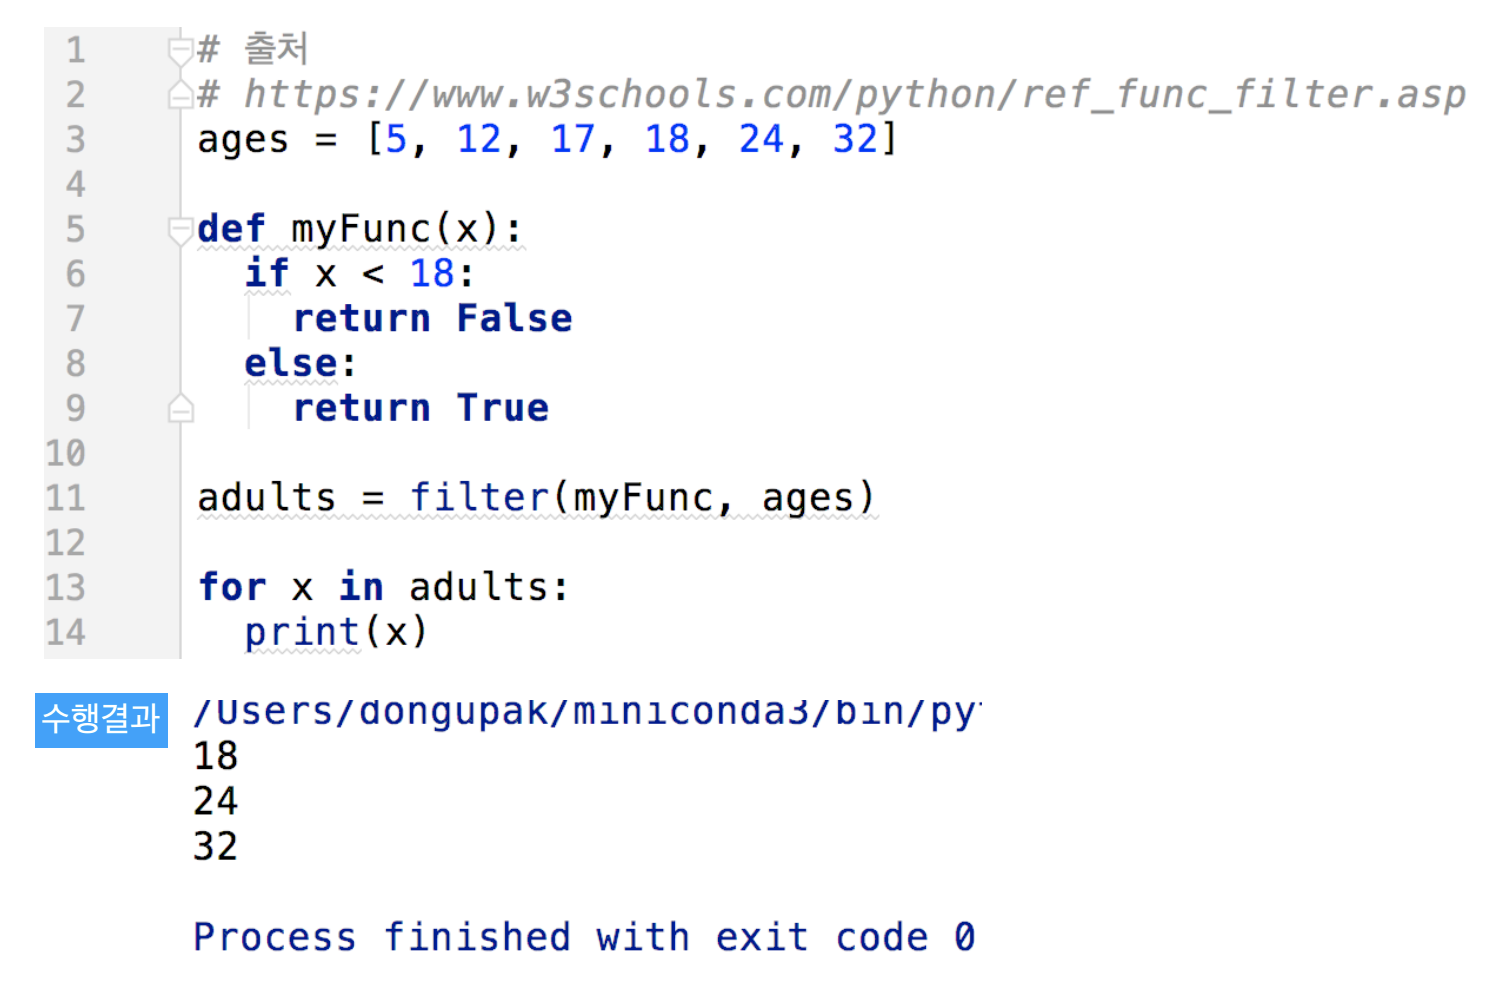 1 # 출처
2 # https://www.w3schools.com/python/ref_func_filter.asp
3 ages = [5, 12, 17, 18, 24, 32]
4
5 def myFunc(x):
6   if x < 18:
7     return False
8   else:
9     return True
10
11 adults = filter(myFunc, ages)
12
13 for x in adults:
14   print(x)
수행결과 /Users/dongupak/miniconda3/bin/py
18
24
32
Process finished with exit code 0